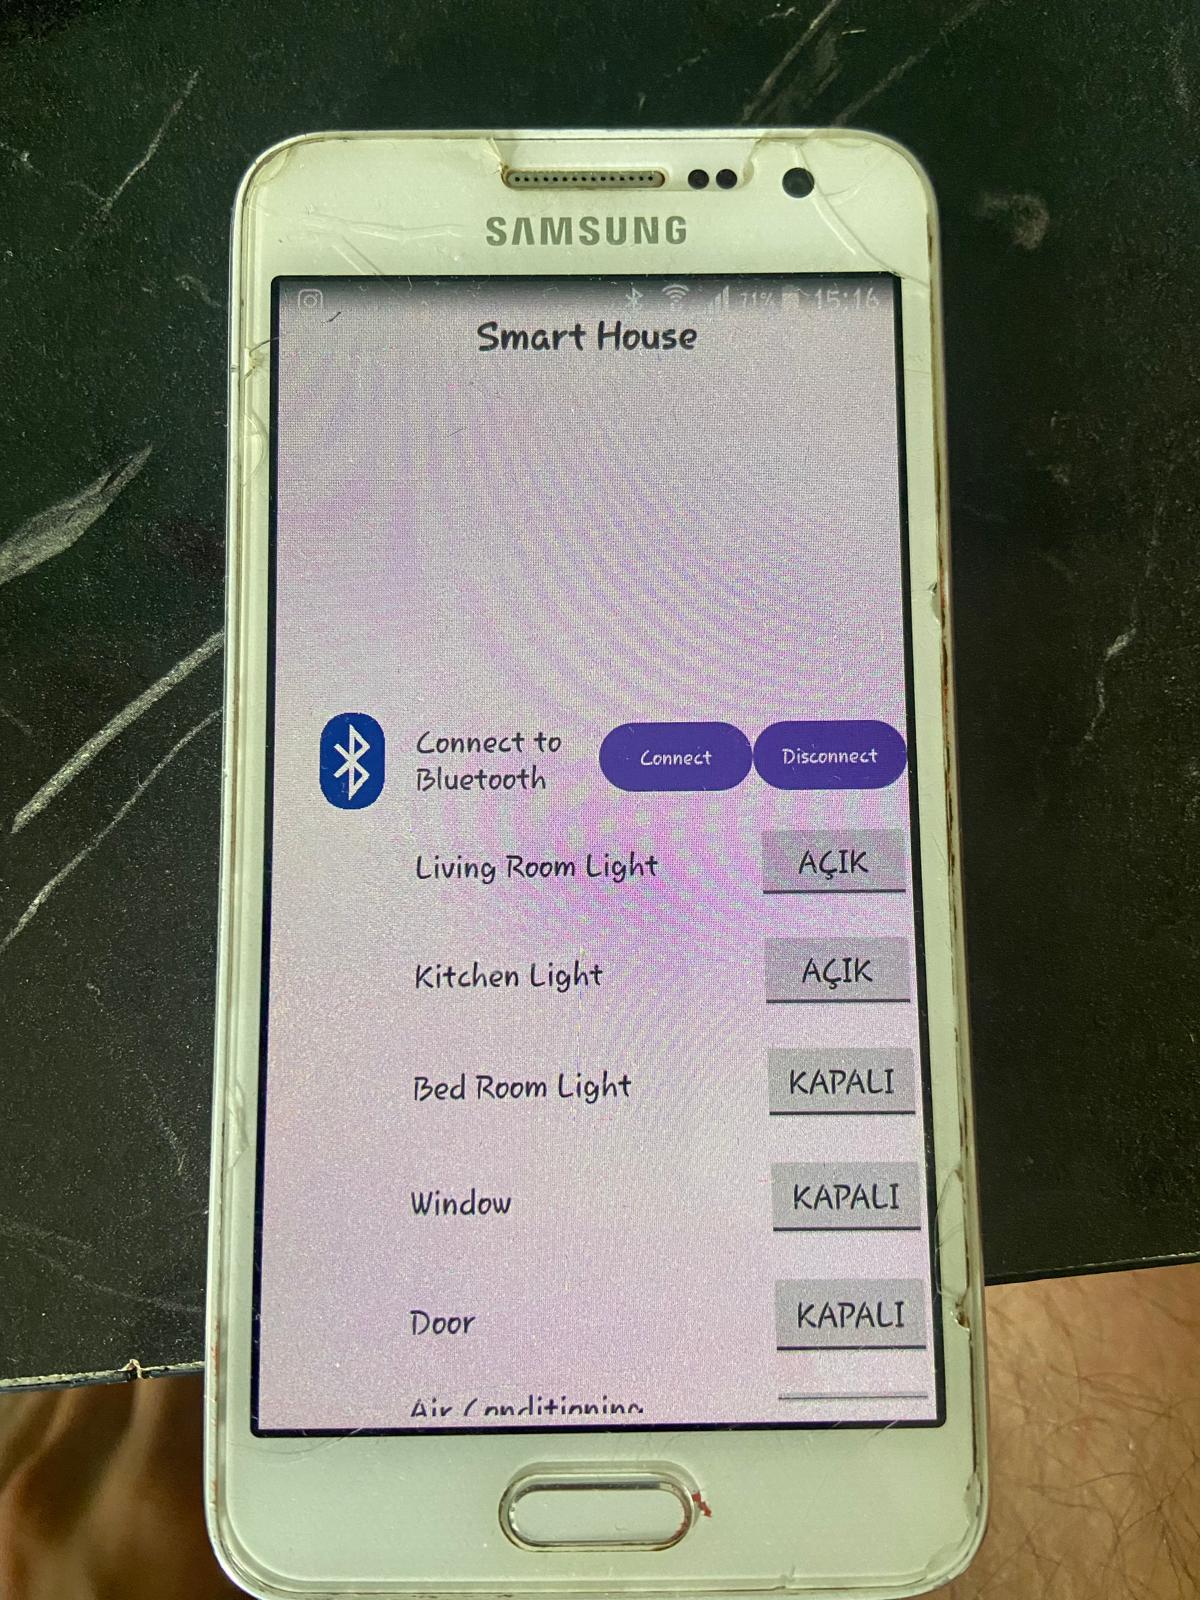 SAMSUNG
71% 15:16
Smart House
Connect to
Bluetooth
Connect
Disconnect
Living Room Light
AÇIK
Kitchen Light
AÇIK
Bed Room Light
KAPALI
Window
KAPALI
Door
KAPALI
Air Conditioning